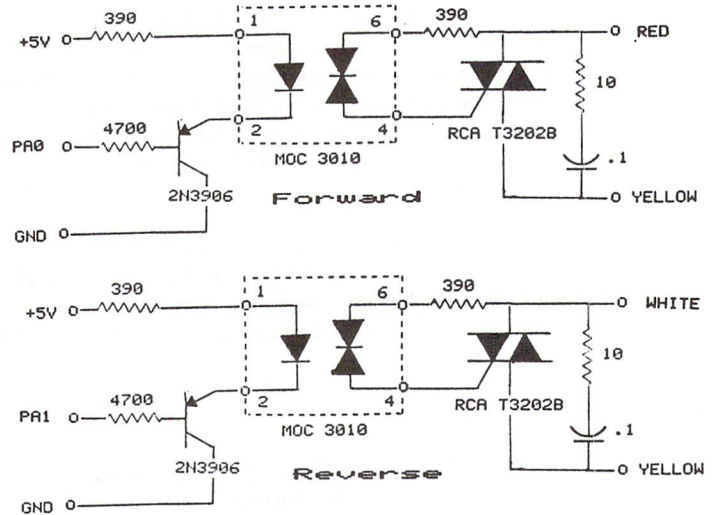 390
+5V
1
6
390
RED
10
4700
2
4
RCA T3202B
PA0
MOC 3010
.1
2N3906
Forward
YELLOW
GND
390
+5V
1
6
390
WHITE
10
4700
2
4
RCA T3202B
PA1
MOC 3010
.1
2N3906
Reverse
YELLOW
GND